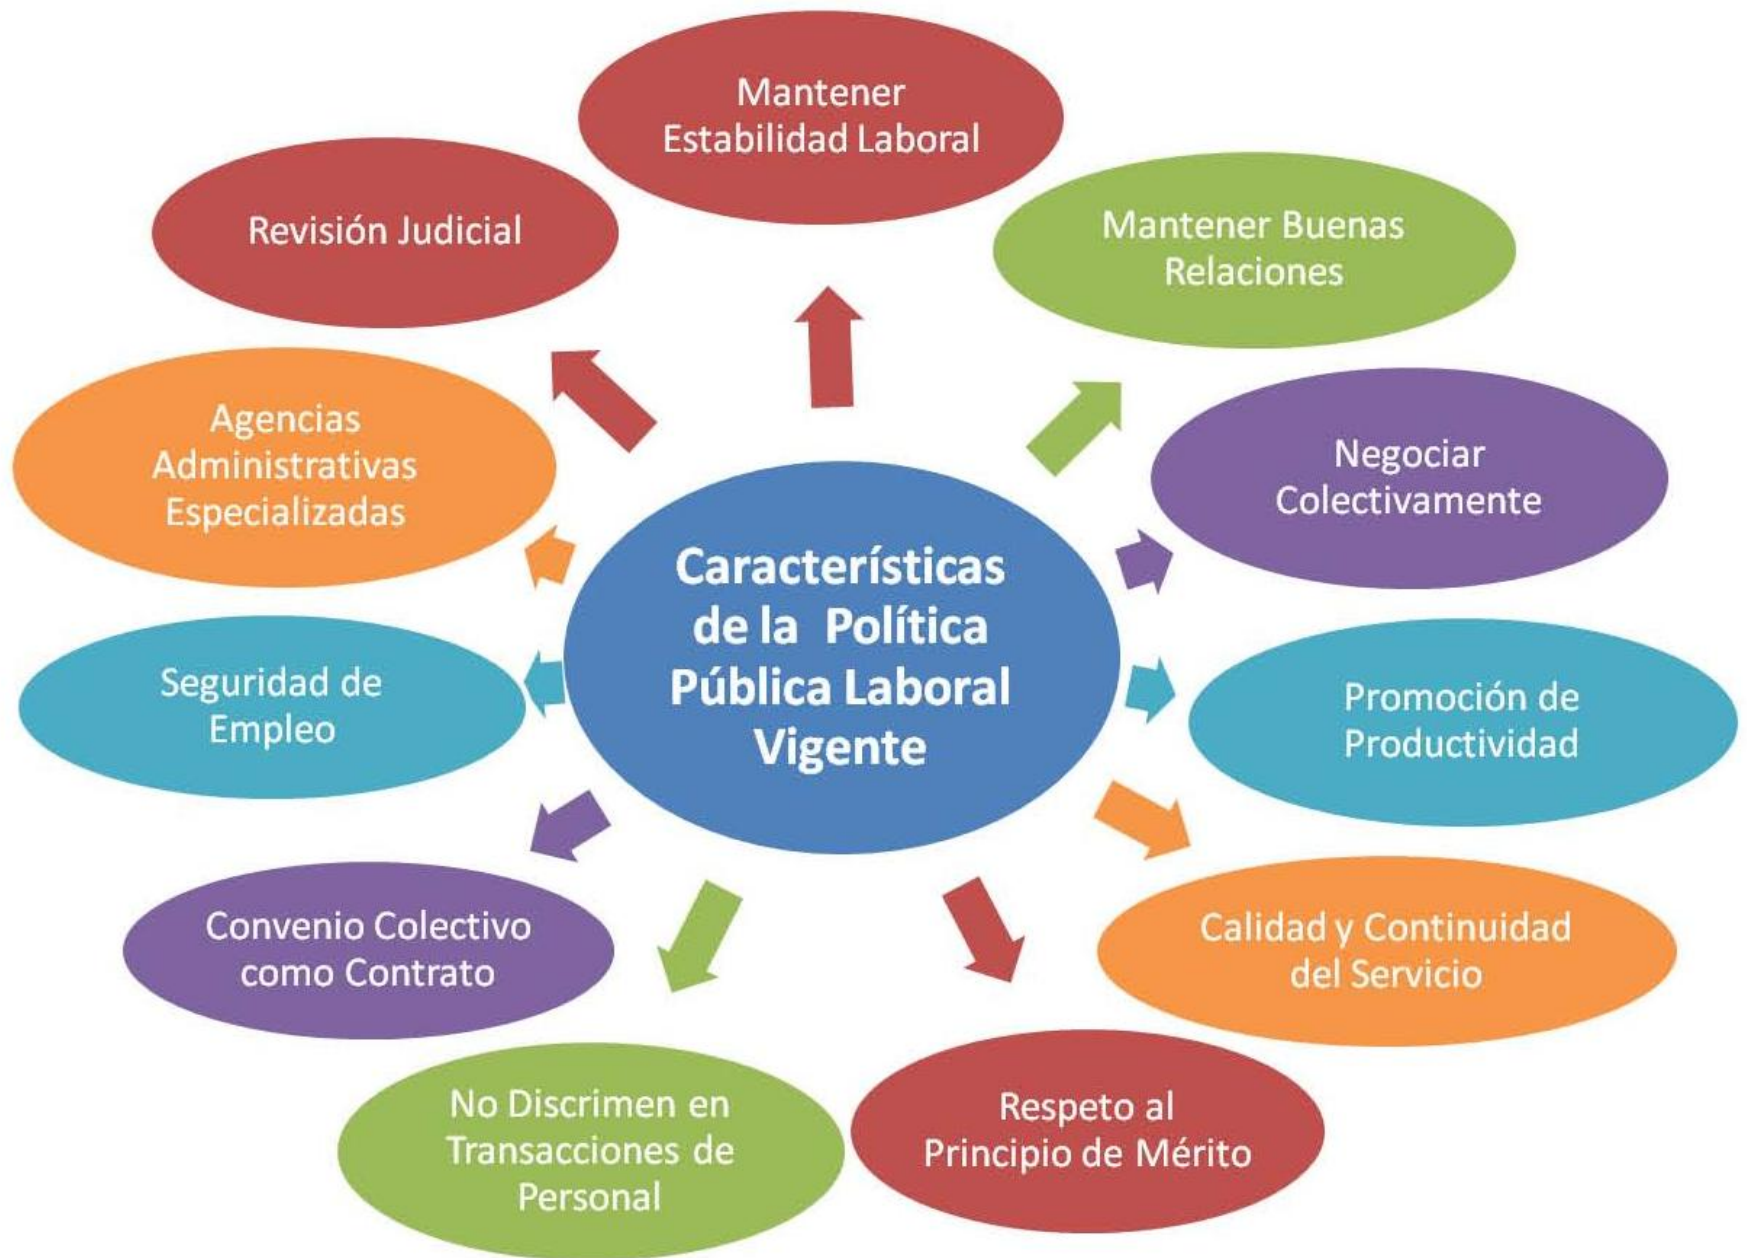 Mantener
Estabilidad Laboral
Mantener Buenas
Relaciones
Negociar
Colectivamente
Promoción de
Productividad
Calidad y Continuidad
del Servicio
Respeto al
Principio de Mérito
No Discrimen en
Transacciones de
Personal
Convenio Colectivo
como Contrato
Seguridad de
Empleo
Agencias
Administrativas
Especializadas
Revisión Judicial
Características
de la Política
Pública Laboral
Vigente